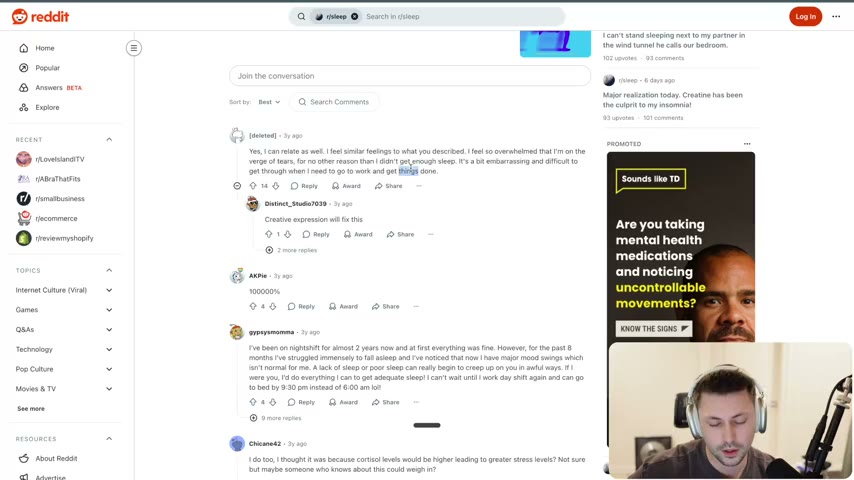 reddit
r/sleep
Search in r/sleep
Log In
Home
Popular
Answers BETA
Explore
RECENT
r/LoveIslandITV
r/ABraThatFits
r/smallbusiness
r/ecommerce
r/reviewmyshopify
TOPICS
Internet Culture (Viral)
Games
Q&As
Technology
Pop Culture
Movies & TV
See more
RESOURCES
About Reddit
Advertise
Join the conversation
Sort by: Best
Search Comments
[deleted] • 3y ago
Yes, I can relate as well. I feel similar feelings to what you described. I feel so overwhelmed that I'm on the
verge of tears, for no other reason than I didn't get enough sleep. It's a bit embarrassing and difficult to
get through when I need to go to work and get things done.
14 Reply Award Share
Distinct_Studio7039 • 3y ago
Creative expression will fix this
1 Reply Award Share
2 more replies
AKPie • 3y ago
100000%
4 Reply Award Share
gypsysmomma • 3y ago
I've been on nightshift for almost 2 years now and at first everything was fine. However, for the past 8
months I've struggled immensely to fall asleep and I've noticed that now I have major mood swings which
isn't normal for me. A lack of sleep or poor sleep can really begin to creep up on you in awful ways. If I
were you, I'd do everything I can to get adequate sleep! I can't wait until I work day shift again and can go
to bed by 9:30 pm instead of 6:00 am lol!
4 Reply Award Share
9 more replies
Chicane42 • 3y ago
I do too, I thought it was because cortisol levels would be higher leading to greater stress levels? Not sure
but maybe someone who knows about this could weigh in?
I can't stand sleeping next to my partner in
the wind tunnel he calls our bedroom.
102 upvotes • 93 comments
r/sleep • 6 days ago
Major realization today. Creatine has been
the culprit to my insomnia!
93 upvotes • 101 comments
PROMOTED
Sounds like TD
Are you taking
mental health
medications
and noticing
uncontrollable
movements?
KNOW THE SIGNS